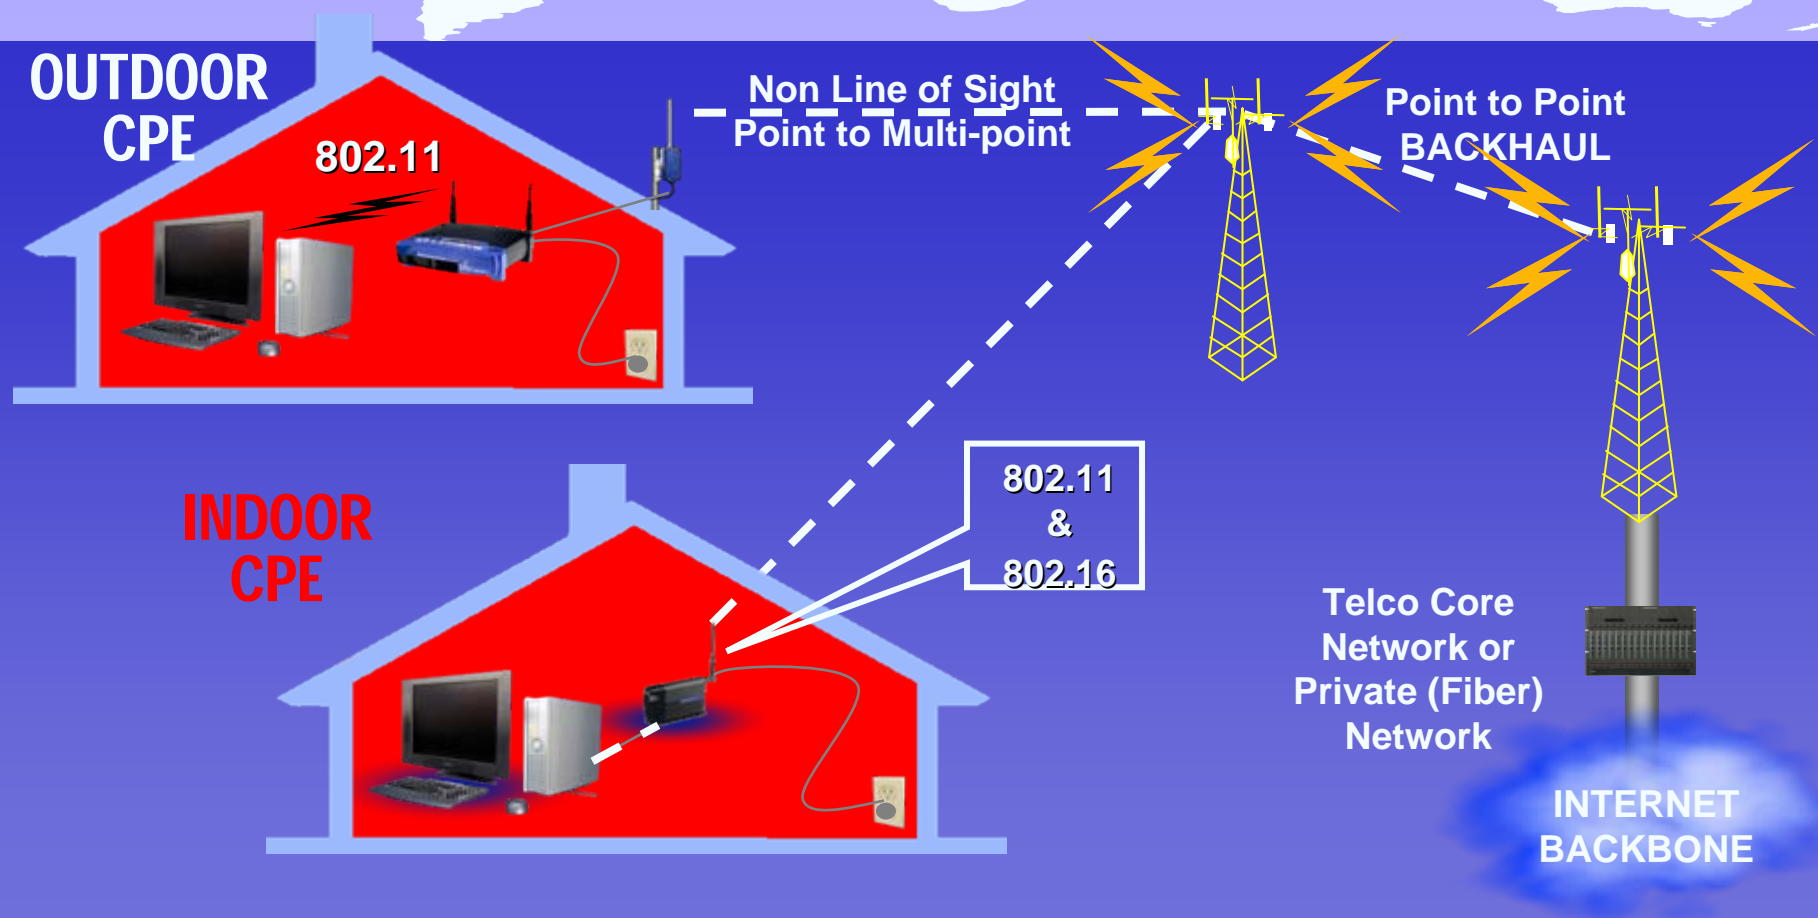 OUTDOOR
CPE
802.11
Non Line of Sight
Point to Multi-point
Point to Point
BACKHAUL
INDOOR
CPE
802.11
&
802.16
Telco Core
Network or
Private (Fiber)
Network
INTERNET
BACKBONE